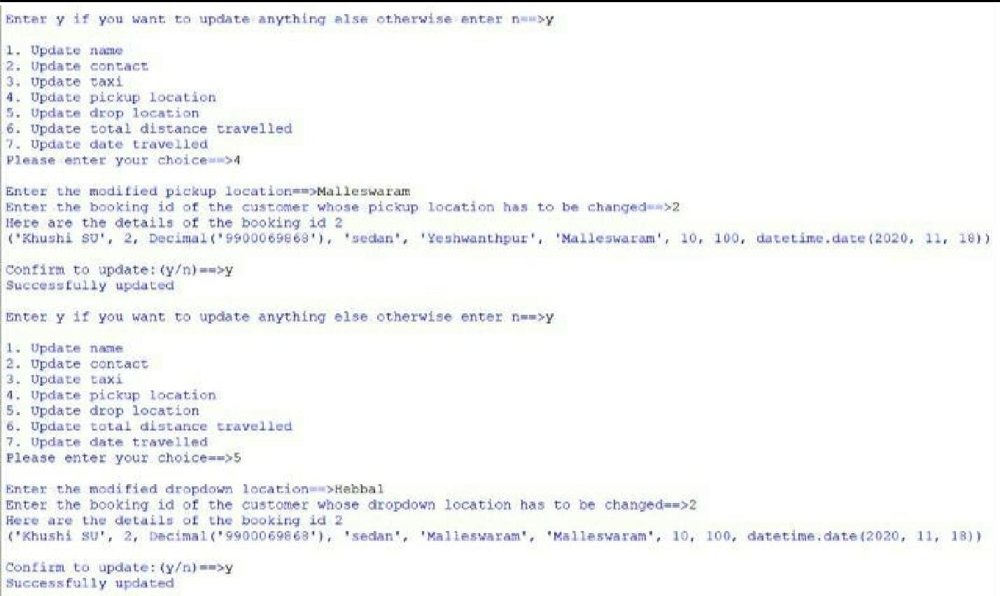 Enter y if you want to update anything else otherwise enter n==>y
1. Update name
2. Update contact
3. Update taxi
4. Update pickup location
5. Update drop location
6. Update total distance travelled
7. Update date travelled
Please enter your choice==>4
Enter the modified pickup location==>Malleswaram
Enter the booking id of the customer whose pickup location has to be changed==>2
Here are the details of the booking id 2
('Khushi SU', 2, Decimal('9900069868'), 'sedan', 'Yeshwanthpur', 'Malleswaram', 10, 100, datetime.date(2020, 11, 18))
Confirm to update:(y/n)==>y
Successfully updated
Enter y if you want to update anything else otherwise enter n==>y
1. Update name
2. Update contact
3. Update taxi
4. Update pickup location
5. Update drop location
6. Update total distance travelled
7. Update date travelled
Please enter your choice==>5
Enter the modified dropdown location==>Hebbal
Enter the booking id of the customer whose dropdown location has to be changed==>2
Here are the details of the booking id 2
('Khushi SU', 2, Decimal('9900069868'), 'sedan', 'Malleswaram', 'Malleswaram', 10, 100, datetime.date(2020, 11, 18))
Confirm to update:(y/n)==>y
Successfully updated